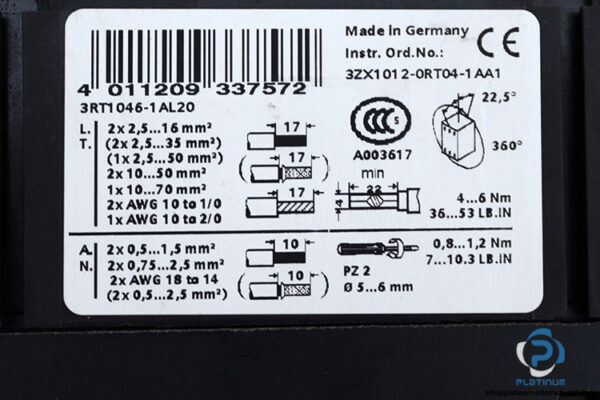 Made in Germany
Instr. Ord.No.:
3ZX1012-0RT04-1AA1
CE
4 011209 337572
3RT1046-1AL20
L. 2x 2,5...16 mm²
T. (2x 2,5...35 mm²)
(1x 2,5...50 mm²)
2x 10...50 mm²
1x 10...70 mm²
2x AWG 10 to 1/0
1x AWG 10 to 2/0
17
17
17
CCC S
A003617
22,5°
360°
min
22
4
4...6 Nm
36...53 LB.IN
A. 2x 0,5...1,5 mm²
N. 2x 0,75...2,5 mm²
2x AWG 18 to 14
(2x 0,5...2,5 mm²)
10
10
PZ 2
Ø 5...6mm
0,8...1,2 Nm
7...10.3 LB.IN
PLATINUM